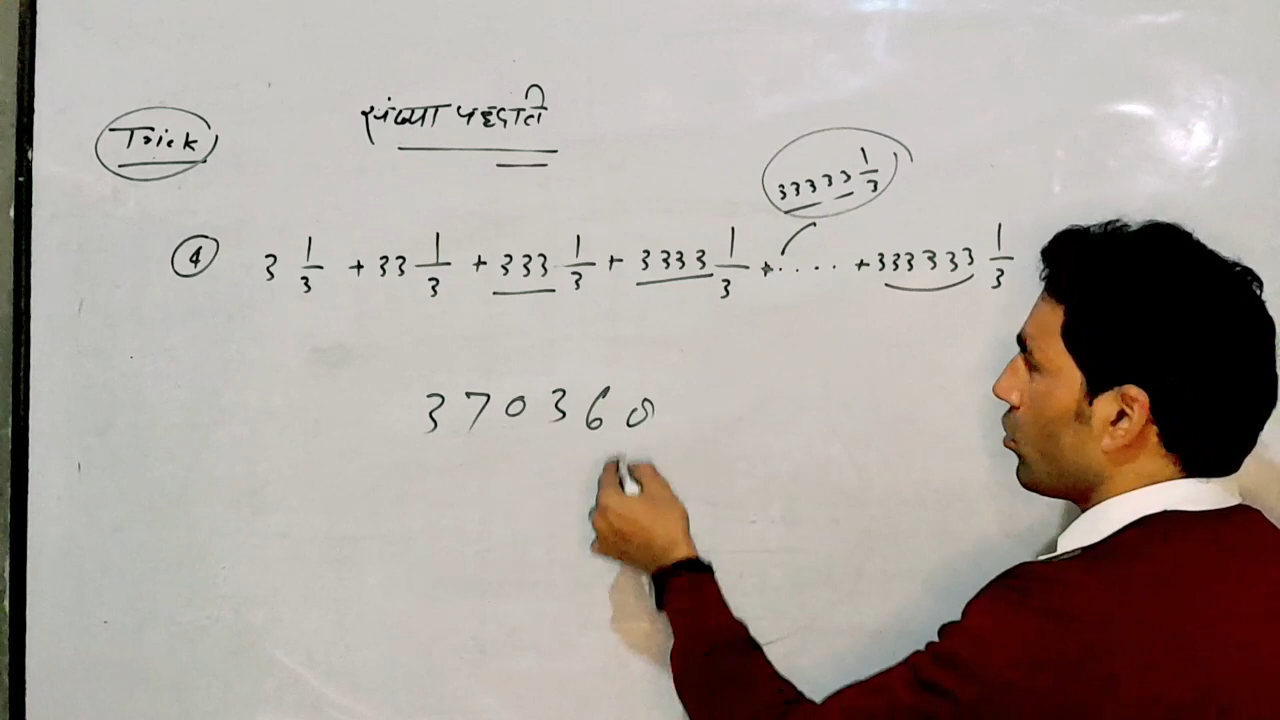 Trick
संख्या पद्धति
33333 1/3
④ 3 1/3 + 33 1/3 + 333 1/3 + 3333 1/3 + .... + 333333 1/3
370360